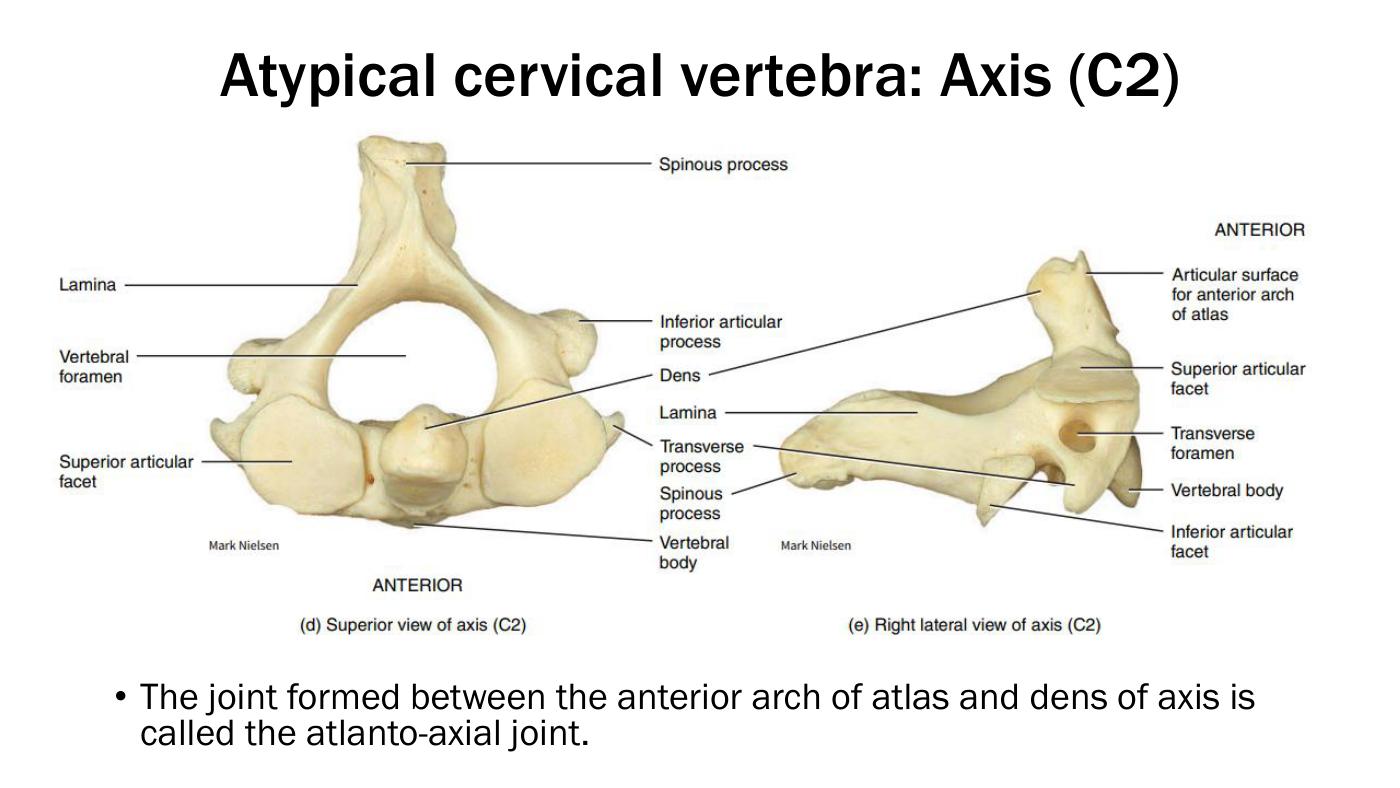 Atypical cervical vertebra: Axis (C2)
Spinous process
Lamina
Vertebral
foramen
Superior articular
facet
Inferior articular
process
Dens
Lamina
Transverse
process
Spinous
process
Vertebral
body
Mark Nielsen
ANTERIOR
(d) Superior view of axis (C2)
ANTERIOR
Articular surface
for anterior arch
of atlas
Superior articular
facet
Transverse
foramen
Vertebral body
Inferior articular
facet
Mark Nielsen
(e) Right lateral view of axis (C2)
• The joint formed between the anterior arch of atlas and dens of axis is
called the atlanto-axial joint.